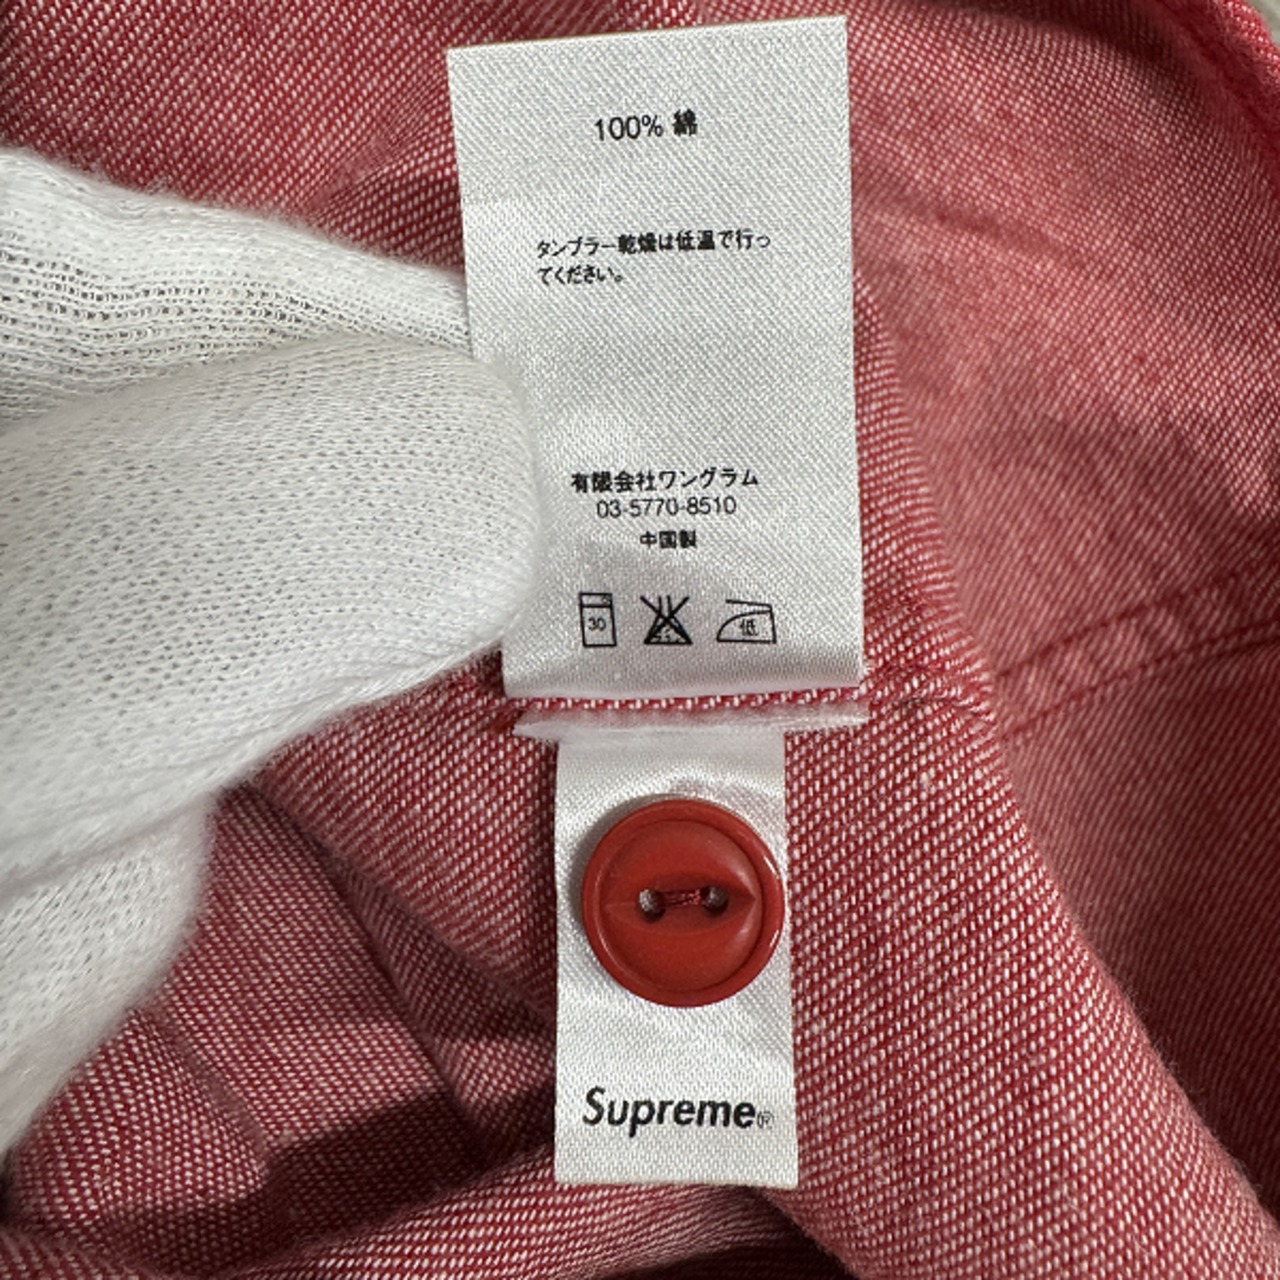 100% 綿
タンブラー乾燥は低温で行っ
てください。
有限会社ワングラム
03-5770-8510
中国製
30
低
Supreme®